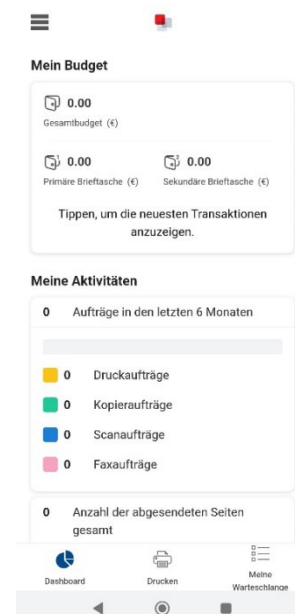 Mein Budget
0.00
Gesamtbudget (€)
0.00
0.00
Primäre Brieftasche (€)
Sekundäre Brieftasche (€)
Tippen, um die neuesten Transaktionen
anzuzeigen.
Meine Aktivitäten
0 Aufträge in den letzten 6 Monaten
0 Druckaufträge
0 Kopieraufträge
0 Scanaufträge
0 Faxaufträge
0 Anzahl der abgesendeten Seiten
gesamt
Dashboard
Drucken
Meine
Warteschlange